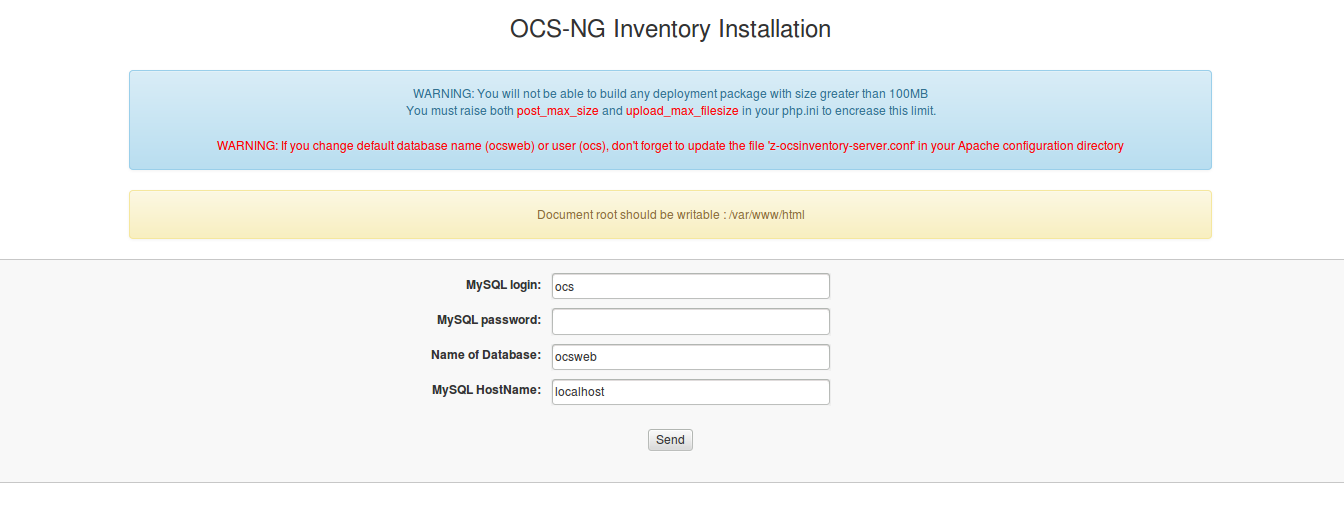 OCS-NG Inventory Installation
WARNING: You will not be able to build any deployment package with size greater than 100MB
You must raise both post_max_size and upload_max_filesize in your php.ini to encrease this limit.
WARNING: If you change default database name (ocsweb) or user (ocs), don't forget to update the file 'z-ocsinventory-server.conf' in your Apache configuration directory
Document root should be writable : /var/www/html
MySQL login: ocs
MySQL password:
Name of Database: ocsweb
MySQL HostName: localhost
Send